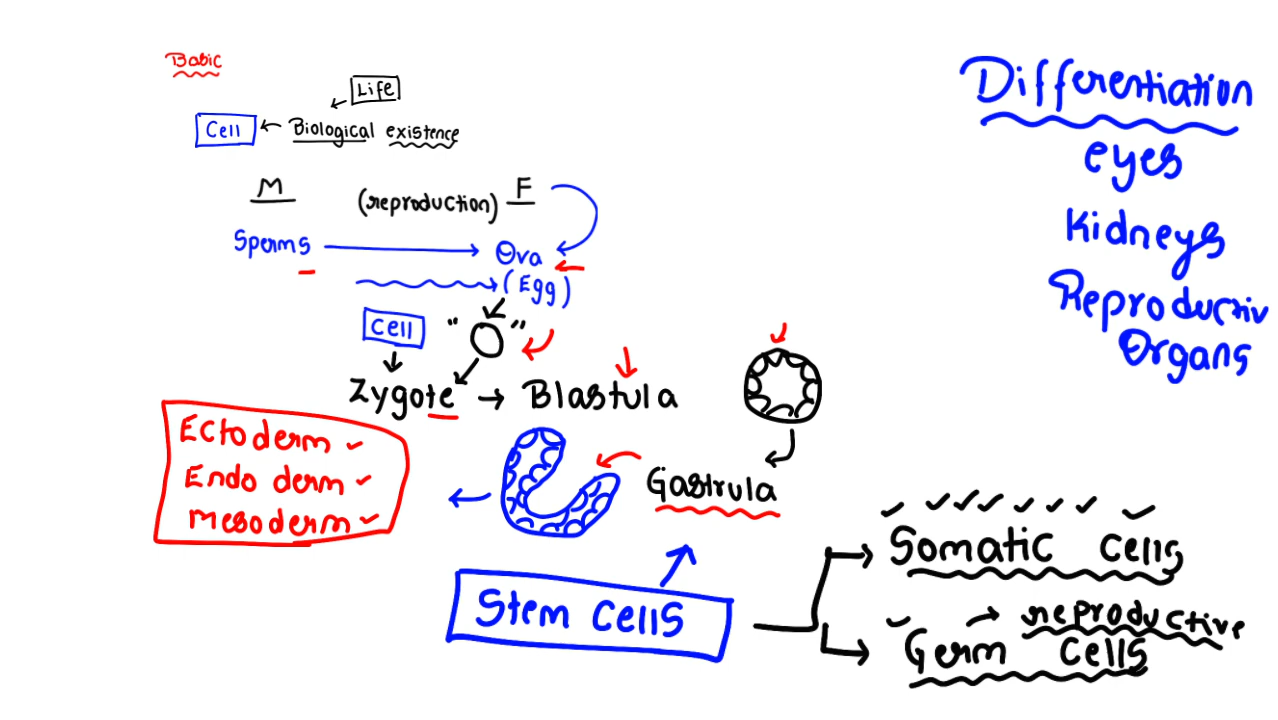 Basic
Life
Cell ← Biological existence
M (reproduction) F
Sperms → Ova
(Egg)
Cell " O "
Zygote → Blastula
Gastrula
Ectoderm ✓
Endo derm ✓
Mesoderm ✓
Stem Cells
Somatic Cells
Germ Cells → reproductive
Differentiation
eyes
Kidneys
Reproductiv
Organs